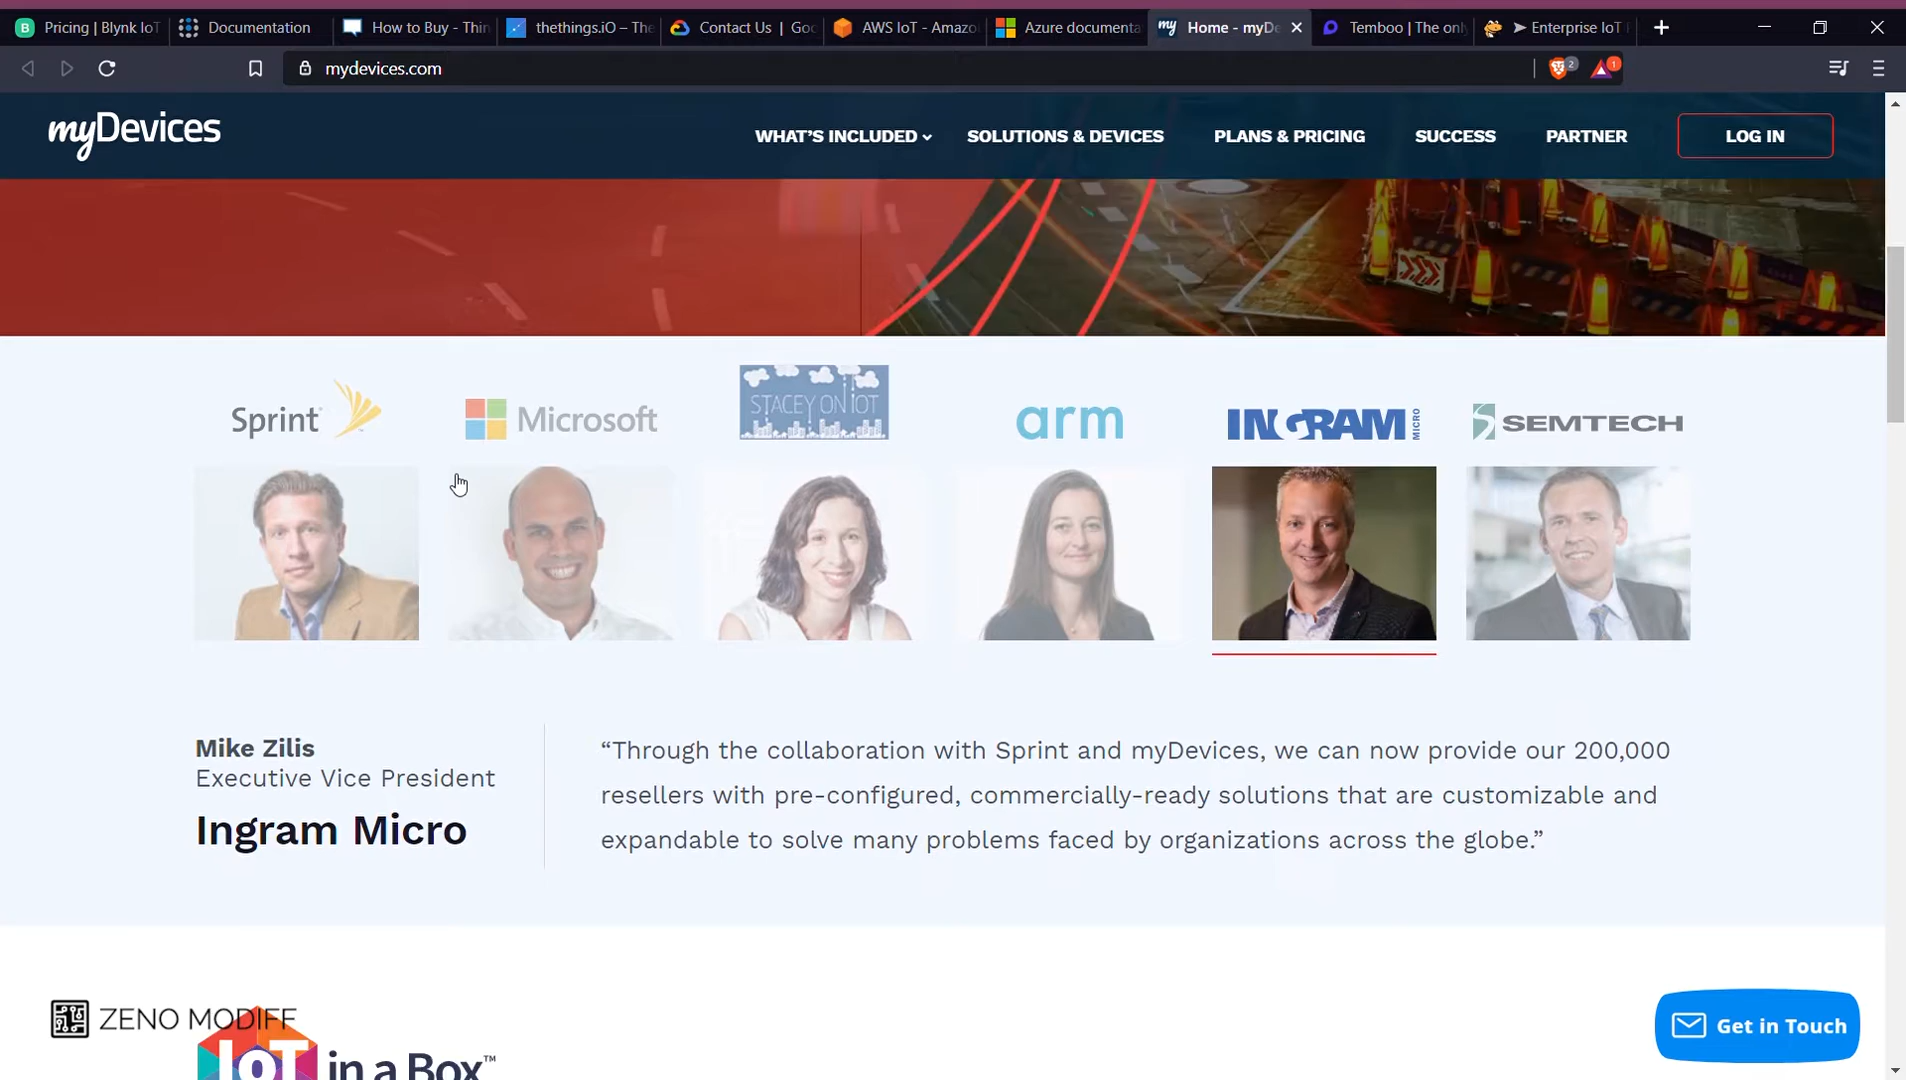 Pricing | Blynk IoT
Documentation
How to Buy - Thin
thethings.iO – The
Contact Us | Goo
AWS IoT - Amazo
Azure documenta
Home - myDe
Temboo | The only
➤ Enterprise IoT
mydevices.com
2
1
myDevices
WHAT'S INCLUDED
SOLUTIONS & DEVICES
PLANS & PRICING
SUCCESS
PARTNER
LOG IN
Sprint
Microsoft
STACEY ON IOT
arm
INGRAM MICRO
SEMTECH
Mike Zilis
Executive Vice President
Ingram Micro
“Through the collaboration with Sprint and myDevices, we can now provide our 200,000
resellers with pre-configured, commercially-ready solutions that are customizable and
expandable to solve many problems faced by organizations across the globe.”
ZENO MODIFF
IoT in a Box™
Get in Touch